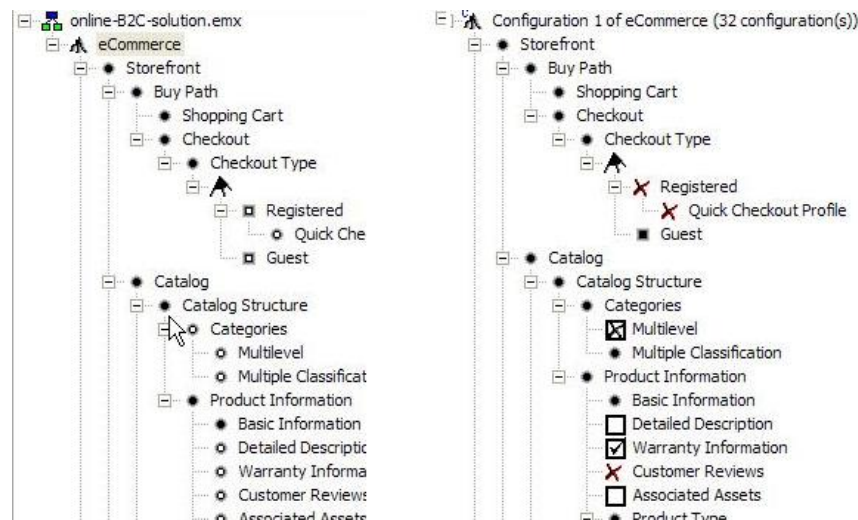 online-B2C-solution.emx
eCommerce
Storefront
Buy Path
Shopping Cart
Checkout
Checkout Type
Registered
Quick Che
Guest
Catalog
Catalog Structure
Categories
Multilevel
Multiple Classificat
Product Information
Basic Information
Detailed Descriptic
Warranty Informa
Customer Reviews
Associated Assets
Configuration 1 of eCommerce (32 configuration(s))
Storefront
Buy Path
Shopping Cart
Checkout
Checkout Type
Registered
Quick Checkout Profile
Guest
Catalog
Catalog Structure
Categories
Multilevel
Multiple Classification
Product Information
Basic Information
Detailed Description
Warranty Information
Customer Reviews
Associated Assets
Product Type